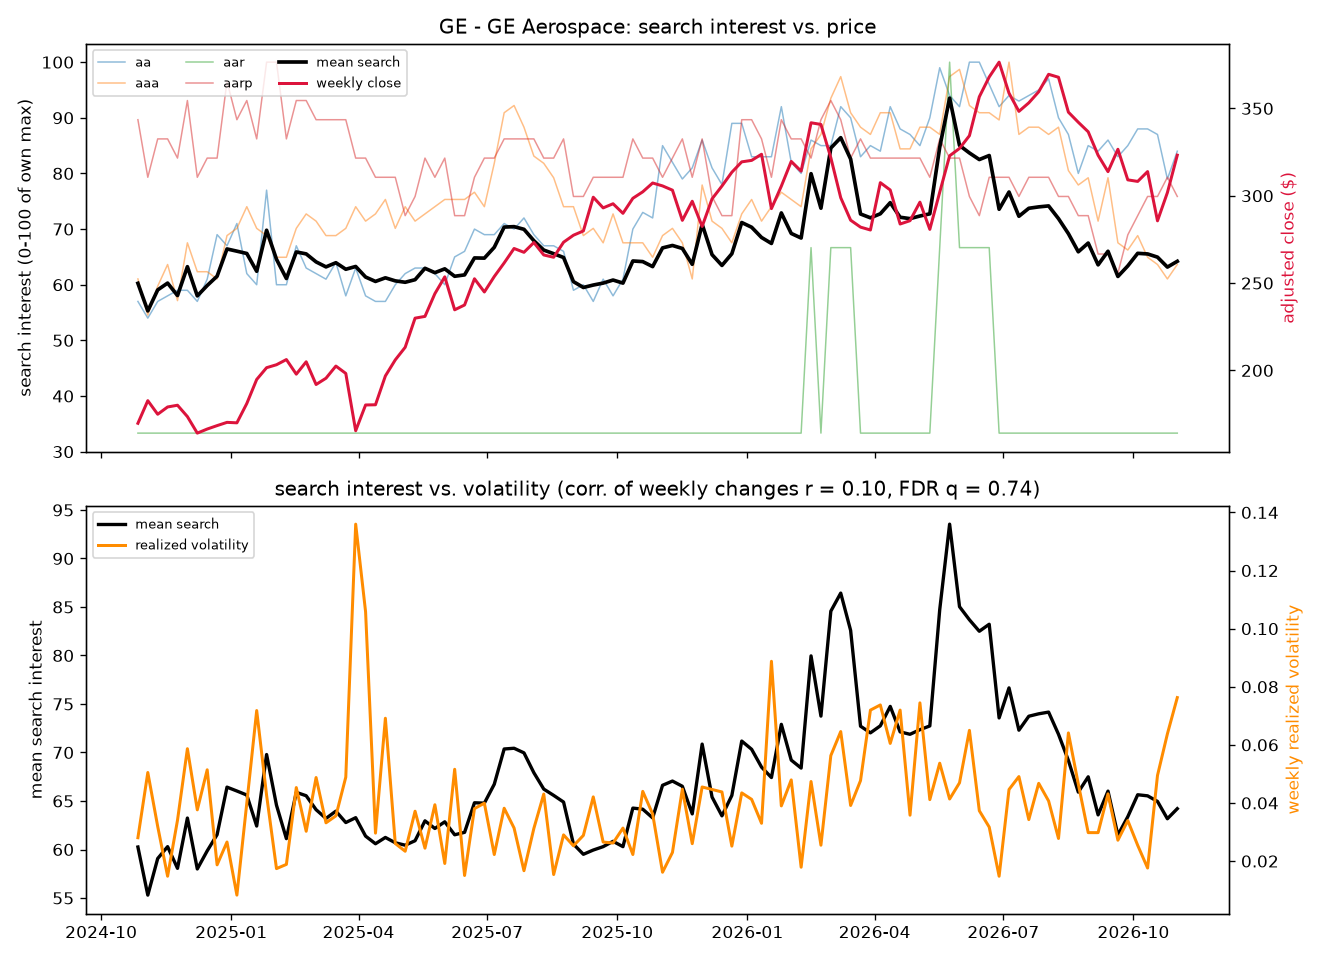 GE - GE Aerospace: search interest vs. price
aa
aaa
aar
aarp
mean search
weekly close
search interest (0-100 of own max)
100
90
80
70
60
50
40
30
350
300
250
200
adjusted close ($)
search interest vs. volatility (corr. of weekly changes r = 0.10, FDR q = 0.74)
mean search
realized volatility
mean search interest
95
90
85
80
75
70
65
60
55
0.14
0.12
0.10
0.08
0.06
0.04
0.02
weekly realized volatility
2024-10
2025-01
2025-04
2025-07
2025-10
2026-01
2026-04
2026-07
2026-10